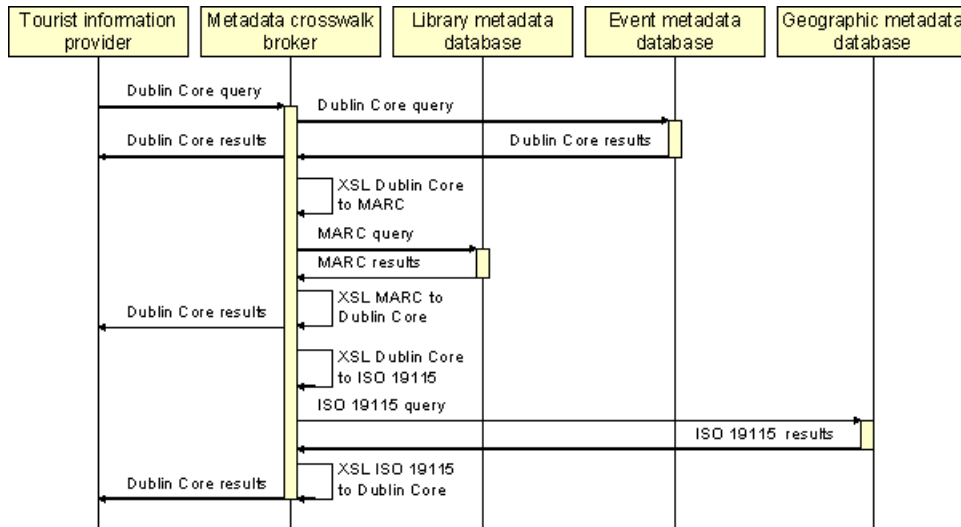 Tourist information
provider
Metadata crosswalk
broker
Library metadata
database
Event metadata
database
Geographic metadata
database
Dublin Core query
Dublin Core query
Dublin Core results
Dublin Core results
XSL Dublin Core
to MARC
MARC query
MARC results
XSL MARC to
Dublin Core
Dublin Core results
XSL Dublin Core
to ISO 19115
ISO 19115 query
ISO 19115 results
XSL ISO 19115
to Dublin Core
Dublin Core results